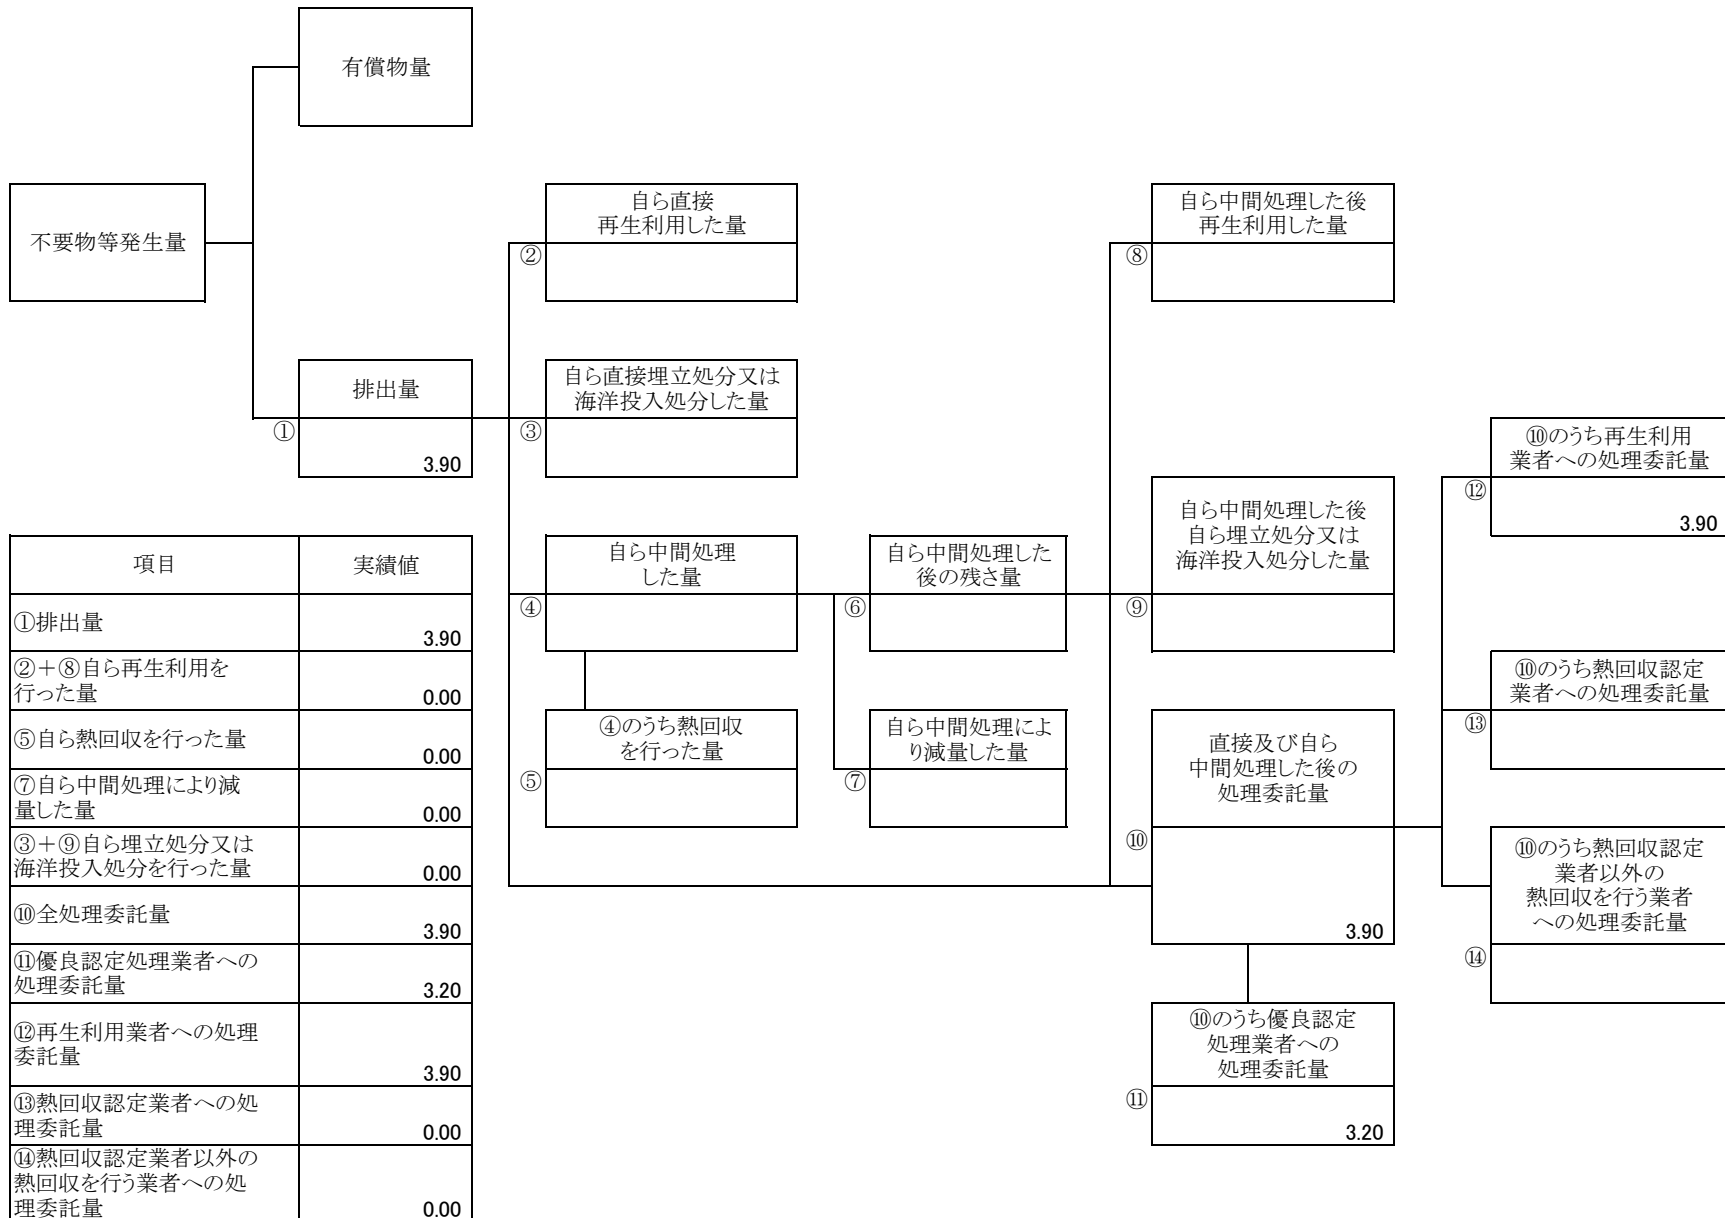 有償物量
不要物等発生量
自ら直接
再生利用した量
②
自ら中間処理した後
再生利用した量
⑧
排出量
①
3.90
自ら直接埋立処分又は
海洋投入処分した量
③
⑩のうち再生利用
業者への処理委託量
⑫
3.90
自ら中間処理
した量
④
自ら中間処理した
後の残さ量
⑥
自ら中間処理した後
自ら埋立処分又は
海洋投入処分した量
⑨
⑩のうち熱回収認定
業者への処理委託量
⑬
④のうち熱回収
を行った量
⑤
自ら中間処理によ
り減量した量
⑦
直接及び自ら
中間処理した後の
処理委託量
⑩
3.90
⑩のうち熱回収認定
業者以外の
熱回収を行う業者
への処理委託量
⑭
⑩のうち優良認定
処理業者への
処理委託量
⑪
3.20
項目 実績値
①排出量 3.90
②+⑧自ら再生利用を
行った量 0.00
⑤自ら熱回収を行った量 0.00
⑦自ら中間処理により減
量した量 0.00
③+⑨自ら埋立処分又は
海洋投入処分を行った量 0.00
⑩全処理委託量 3.90
⑪優良認定処理業者への
処理委託量 3.20
⑫再生利用業者への処理
委託量 3.90
⑬熱回収認定業者への処
理委託量 0.00
⑭熱回収認定業者以外の
熱回収を行う業者への処
理委託量 0.00